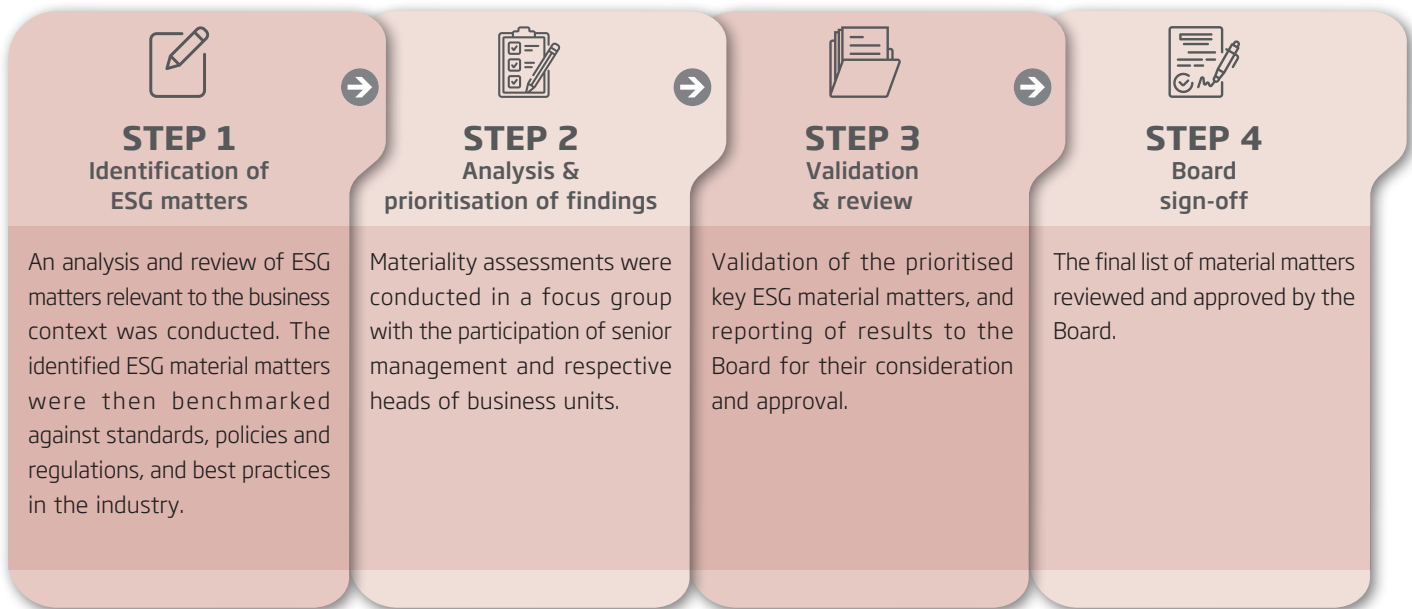 STEP 1
Identification of
ESG matters
An analysis and review of ESG
matters relevant to the business
context was conducted. The
identified ESG material matters
were then benchmarked
against standards, policies and
regulations, and best practices
in the industry.
STEP 2
Analysis &
prioritisation of findings
Materiality assessments were
conducted in a focus group
with the participation of senior
management and respective
heads of business units.
STEP 3
Validation
& review
Validation of the prioritised
key ESG material matters, and
reporting of results to the
Board for their consideration
and approval.
STEP 4
Board
sign-off
The final list of material matters
reviewed and approved by the
Board.